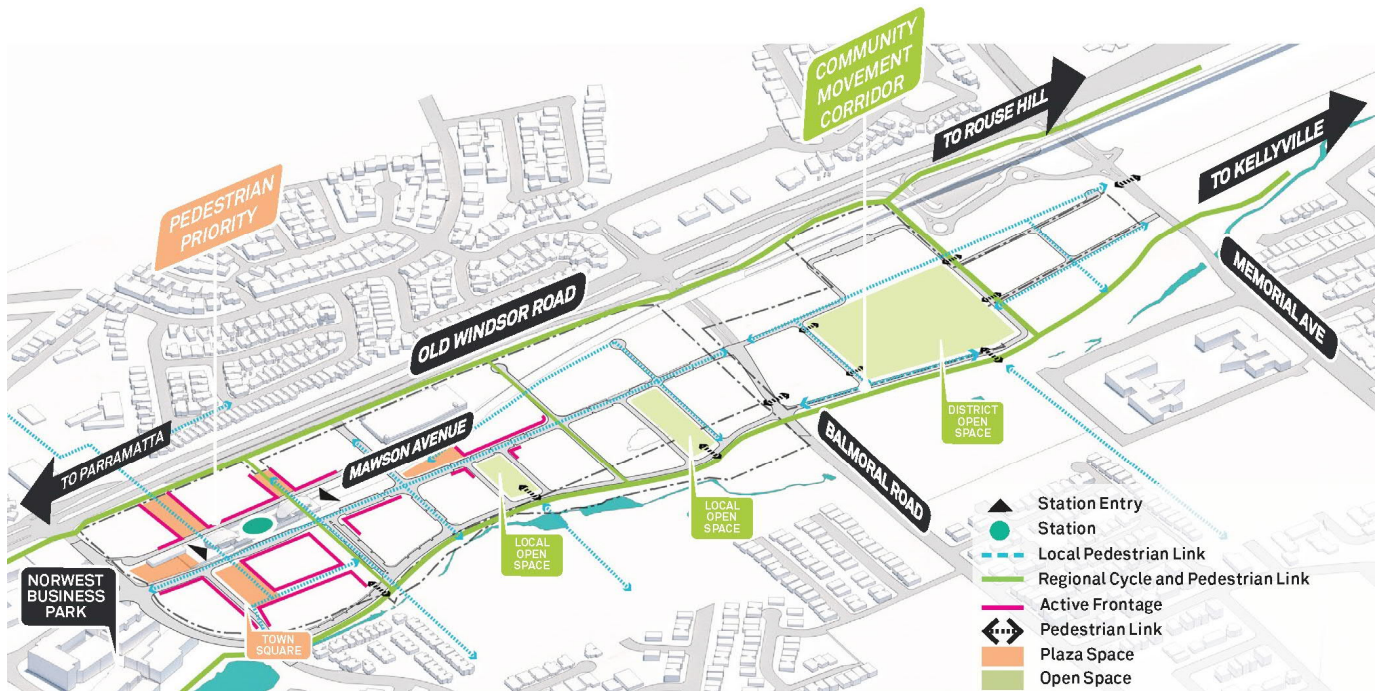 COMMUNITY
MOVEMENT
CORRIDOR
TO ROUSE HILL
TO KELLYVILLE
PEDESTRIAN
PRIORITY
MEMORIAL AVE
OLD WINDSOR ROAD
MAWSON AVENUE
TO PARRAMATTA
DISTRICT
OPEN
SPACE
BALMORAL ROAD
LOCAL
OPEN
SPACE
LOCAL
OPEN
SPACE
NORWEST
BUSINESS
PARK
TOWN
SQUARE
Station Entry
Station
Local Pedestrian Link
Regional Cycle and Pedestrian Link
Active Frontage
Pedestrian Link
Plaza Space
Open Space